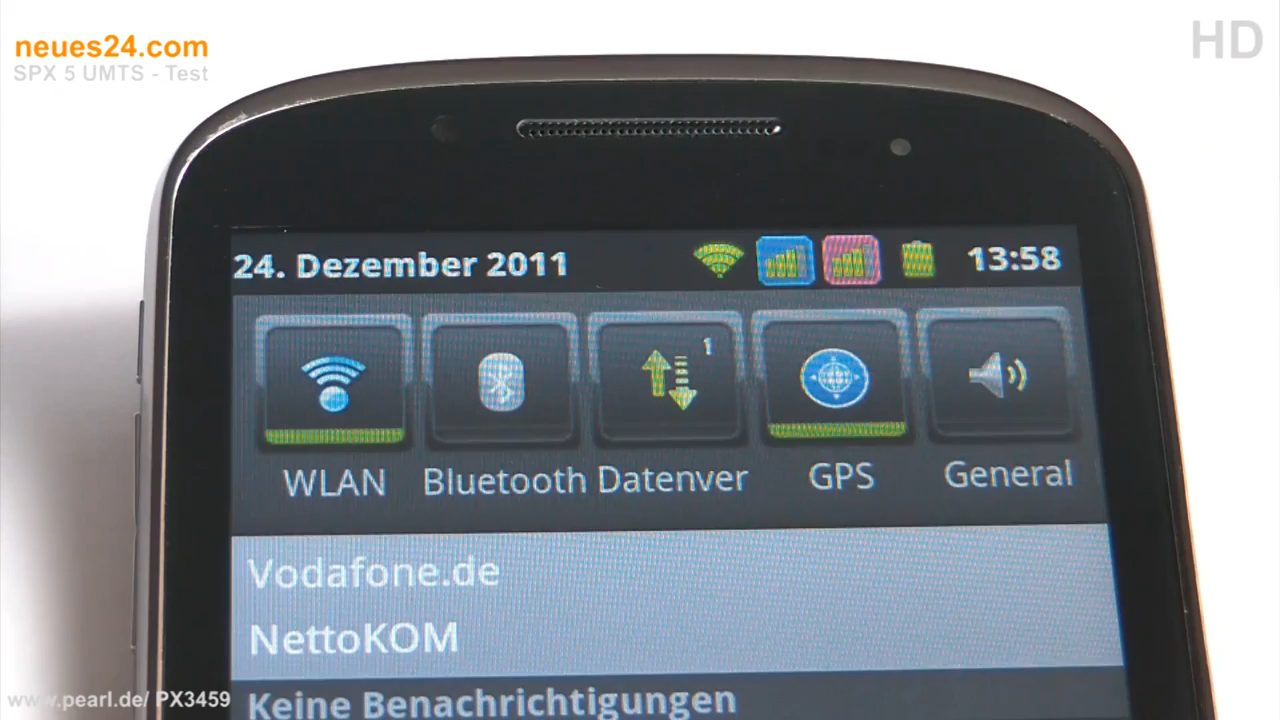 neues24.com
SPX 5 UMTS - Test
HD
24. Dezember 2011 13:58
1
WLAN Bluetooth Datenver GPS General
Vodafone.de
NettoKOM
Keine Benachrichtigungen
www.pearl.de/ PX3459